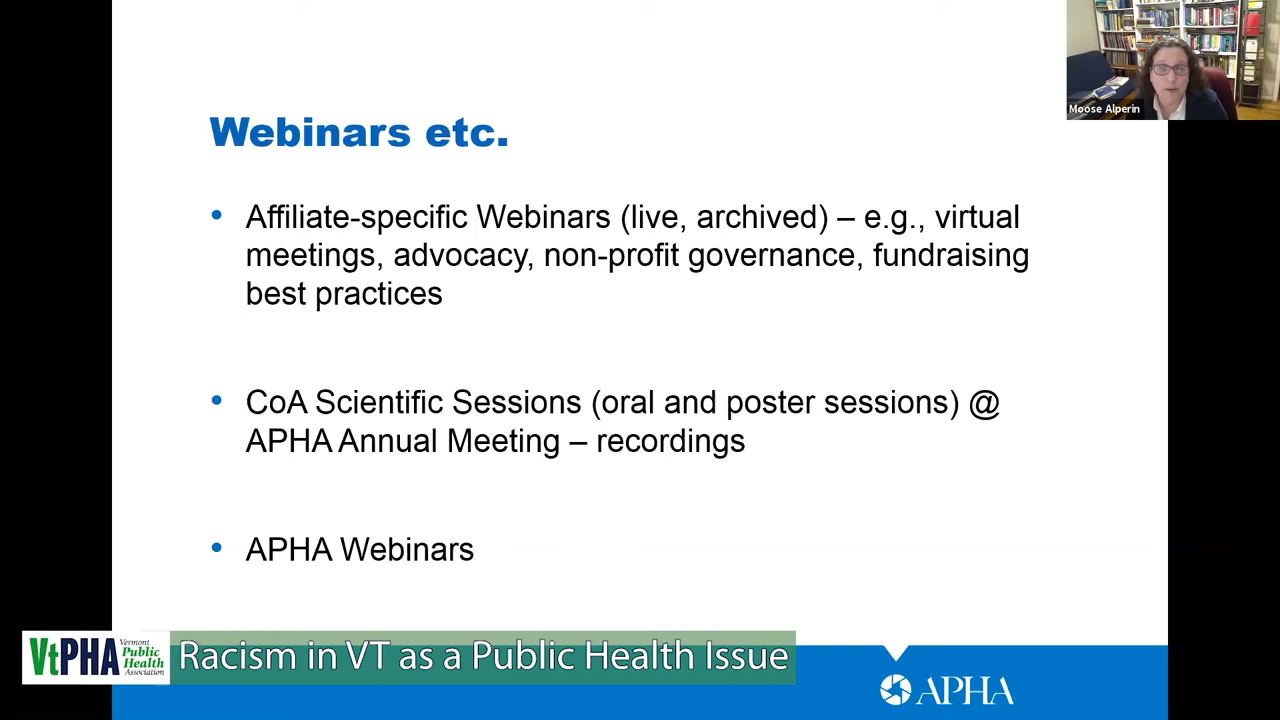 Moose Alperin
Webinars etc.
• Affiliate-specific Webinars (live, archived) – e.g., virtual
meetings, advocacy, non-profit governance, fundraising
best practices
• CoA Scientific Sessions (oral and poster sessions) @
APHA Annual Meeting – recordings
• APHA Webinars
VtPHA Vermont
Public
Health
Association
Racism in VT as a Public Health Issue
APHA